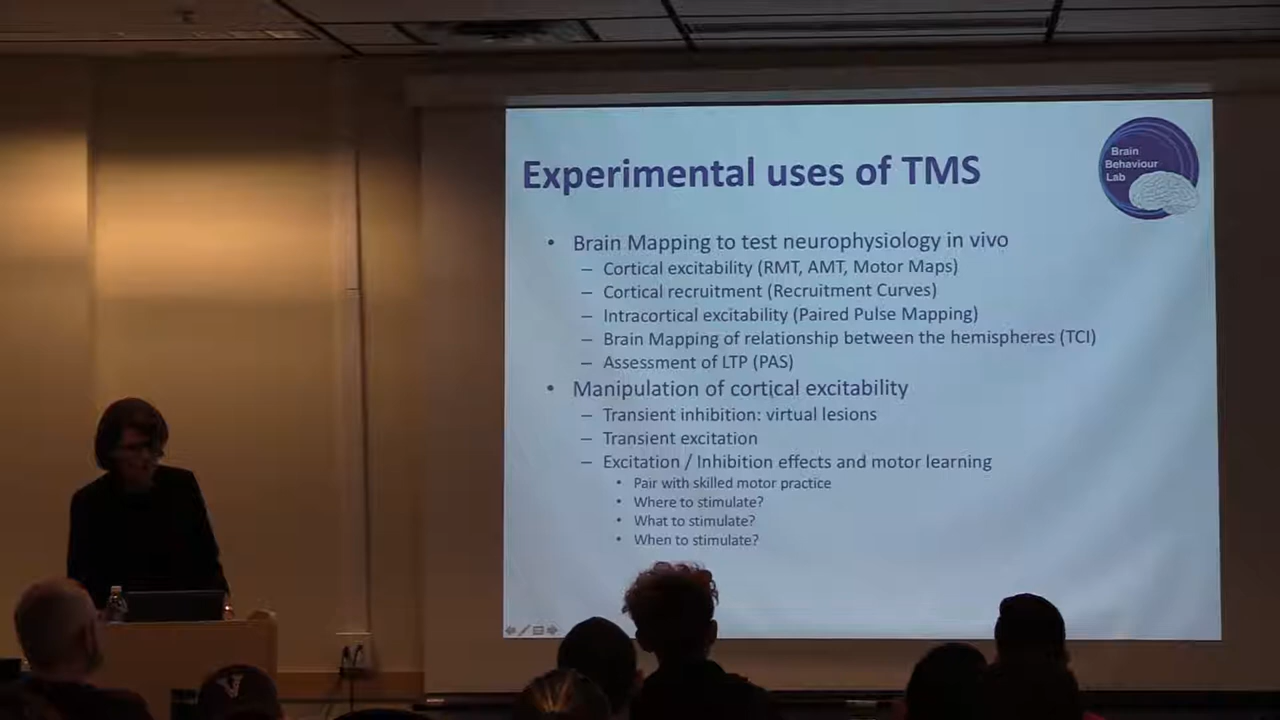 Experimental uses of TMS
Brain
Behaviour
Lab
• Brain Mapping to test neurophysiology in vivo
– Cortical excitability (RMT, AMT, Motor Maps)
– Cortical recruitment (Recruitment Curves)
– Intracortical excitability (Paired Pulse Mapping)
– Brain Mapping of relationship between the hemispheres (TCI)
– Assessment of LTP (PAS)
• Manipulation of cortical excitability
– Transient inhibition: virtual lesions
– Transient excitation
– Excitation / Inhibition effects and motor learning
• Pair with skilled motor practice
• Where to stimulate?
• What to stimulate?
• When to stimulate?
V